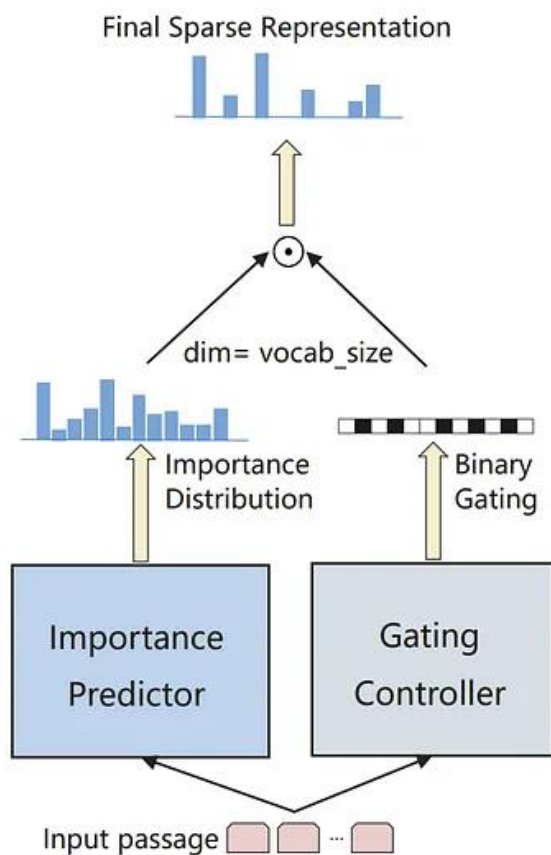 Final Sparse Representation
dim= vocab_size
Importance
Distribution
Binary
Gating
Importance
Predictor
Gating
Controller
Input passage ...